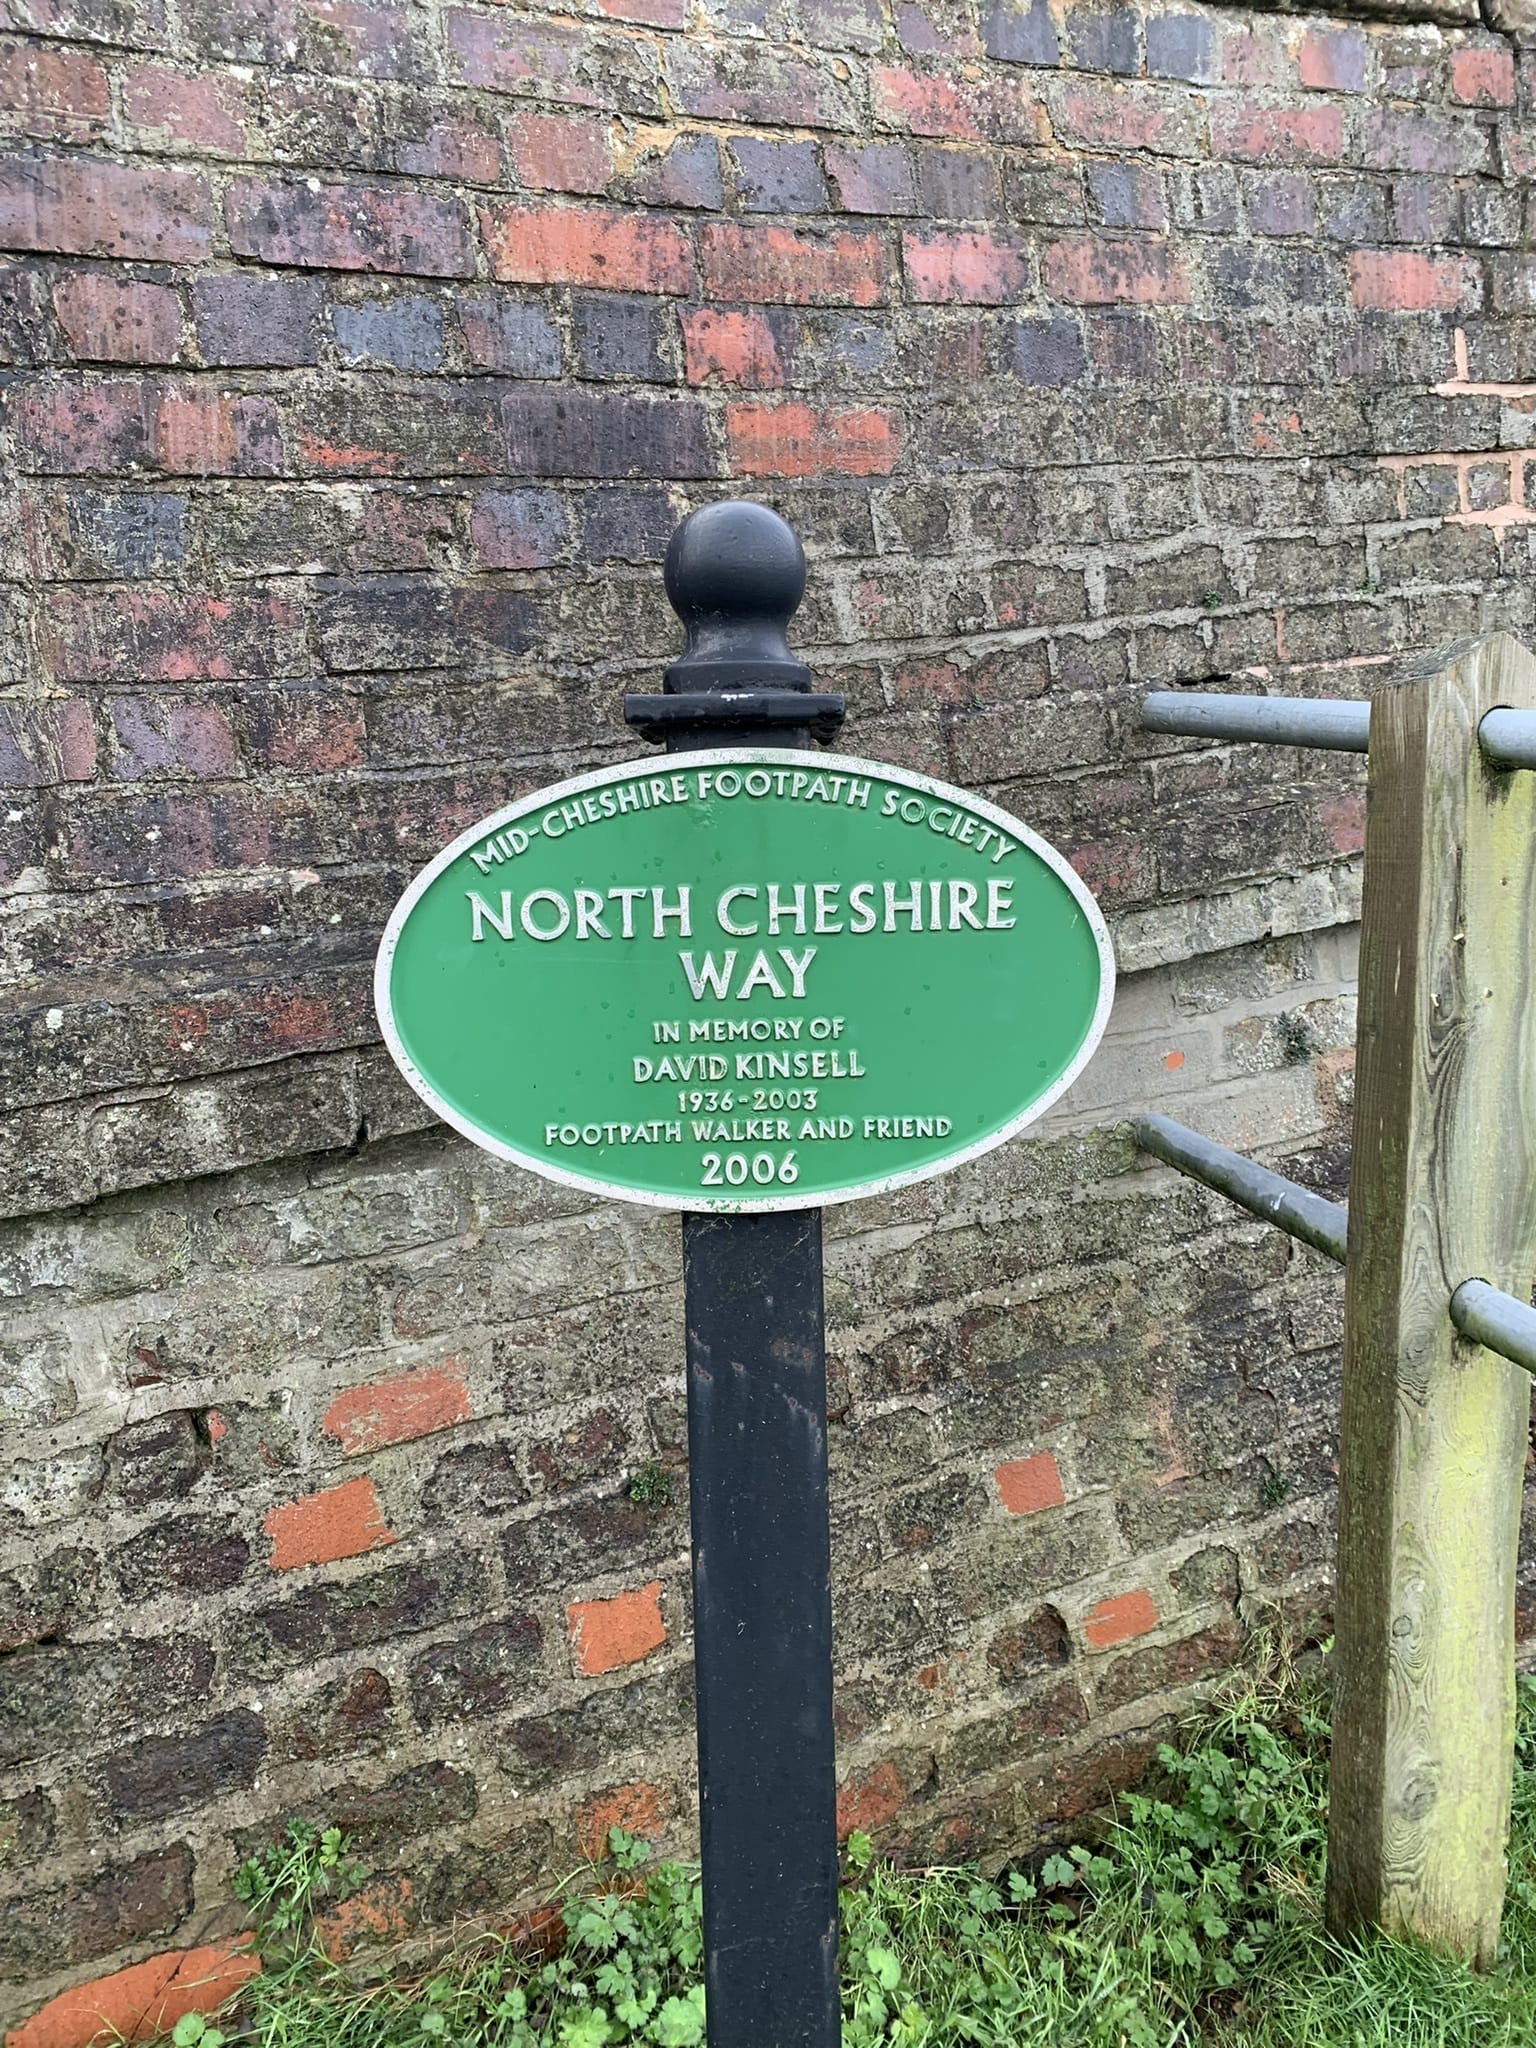 MID-CHESHIRE FOOTPATH SOCIETY
NORTH CHESHIRE
WAY
IN MEMORY OF
DAVID KINSELL
1936-2003
FOOTPATH WALKER AND FRIEND
2006